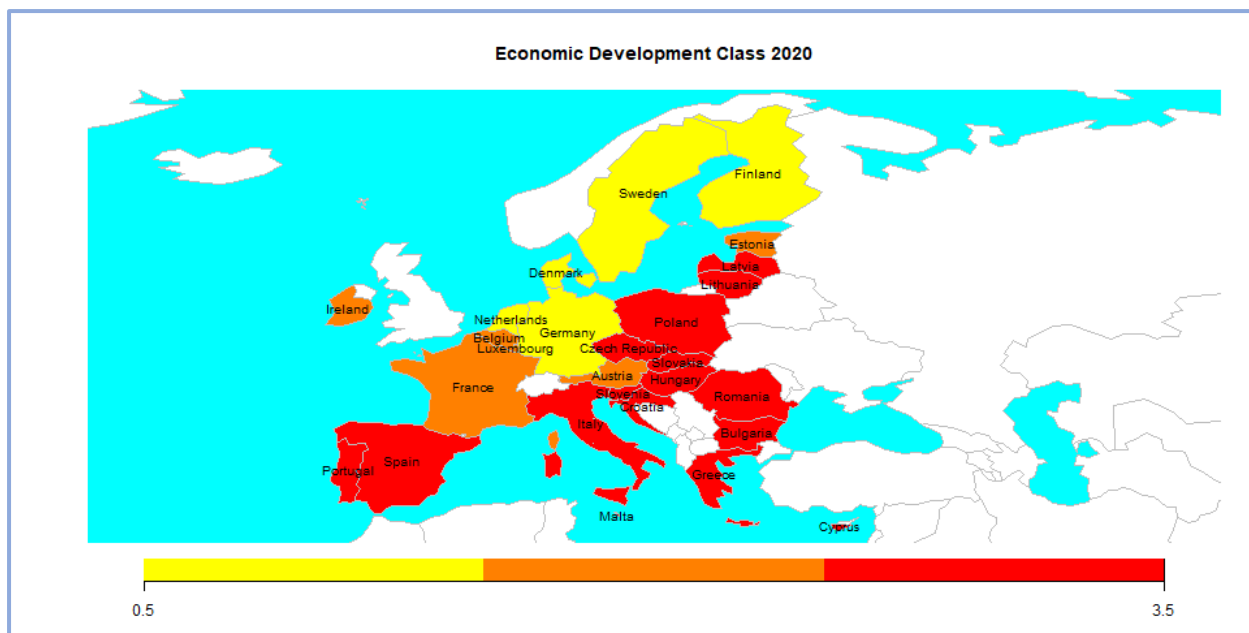 Economic Development Class 2020
Finland
Sweden
Estonia
Latvia
Denmark
Lithuania
Ireland
Netherlands
Poland
Germany
Belgium
Luxembourg
Czech Republic
Slovakia
Austria
Hungary
France
Slovenia
Romania
Croatia
Italy
Bulgaria
Spain
Portugal
Greece
Malta
Cyprus
0.5
3.5